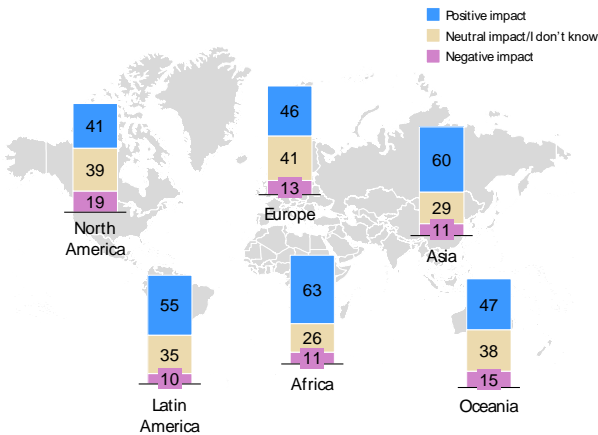 Positive impact
Neutral impact/I don't know
Negative impact
41
39
19
North
America
46
41
13
Europe
60
29
11
Asia
55
35
10
Latin
America
63
26
11
Africa
47
38
15
Oceania